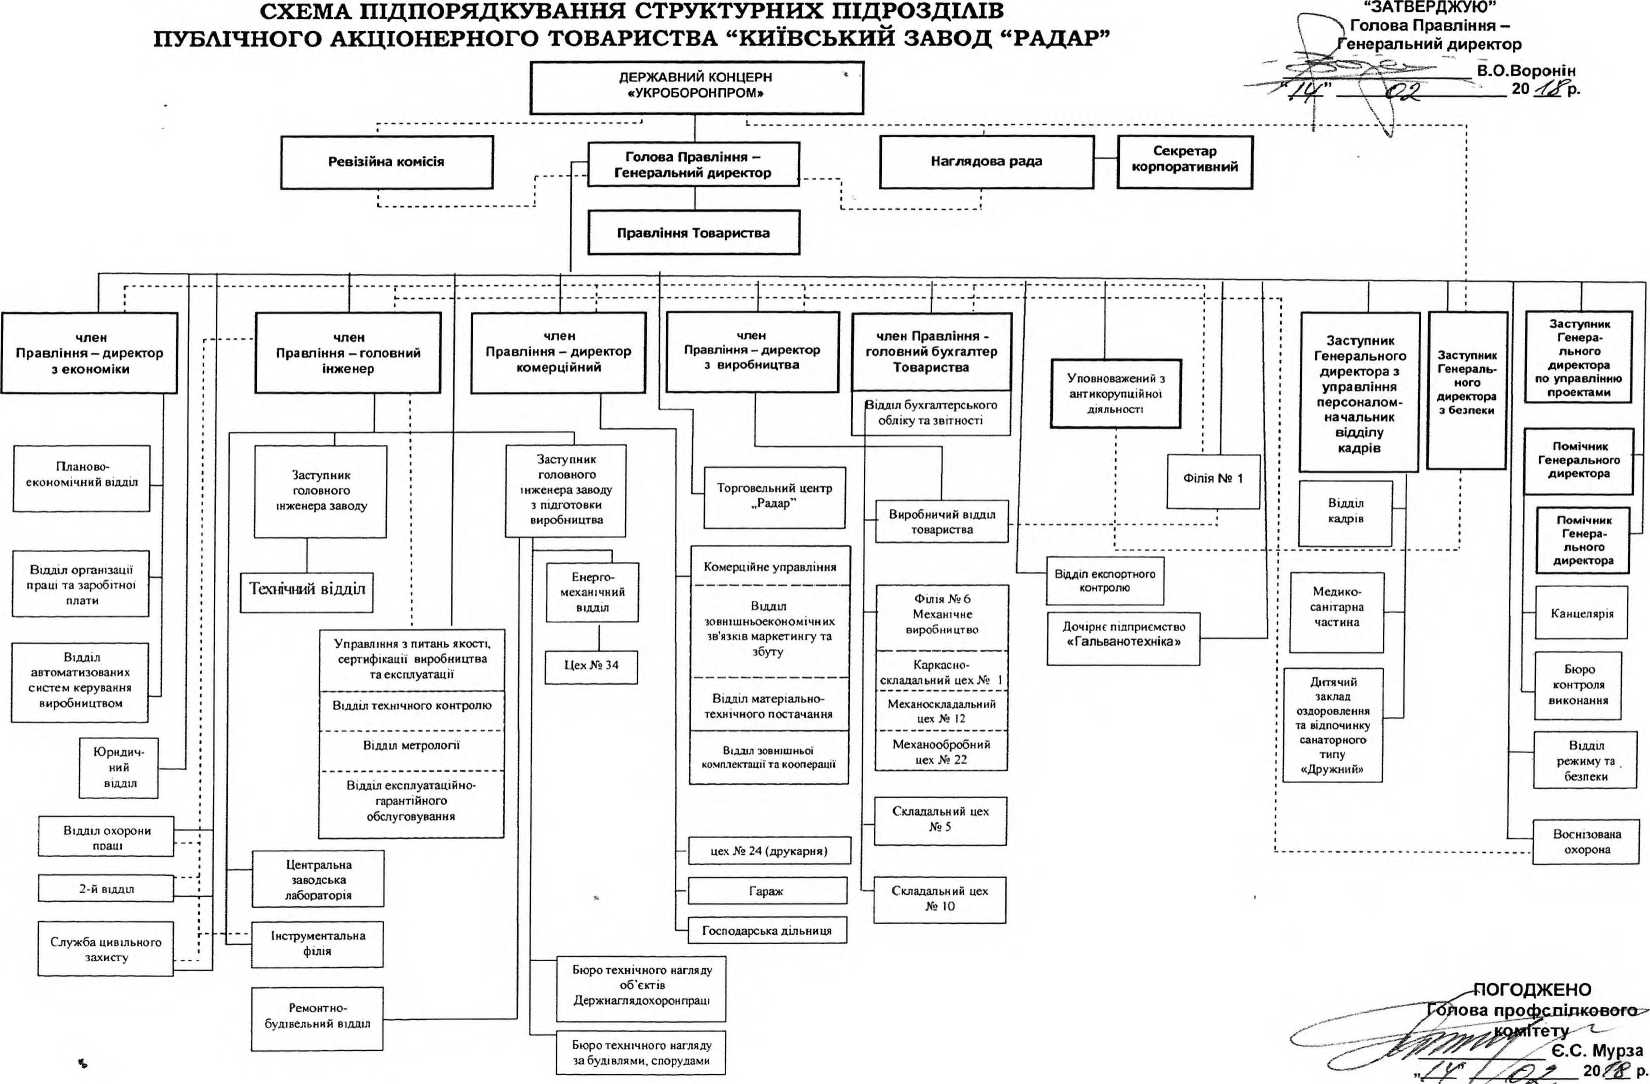 СХЕМА ПІДПОРЯДКУВАННЯ СТРУКТУРНИХ ПІДРОЗДІЛІВ
ПУБЛІЧНОГО АКЦІОНЕРНОГО ТОВАРИСТВА “КИЇВСЬКИЙ ЗАВОД “РАДАР”
“ЗАТВЕРДЖУЮ”
Голова Правління –
Генеральний директор
В.О.Воронін
“14” 02 2018 р.
ДЕРЖАВНИЙ КОНЦЕРН
«УКРОБОРОНПРОМ»
Ревізійна комісія
Голова Правління –
Генеральний директор
Наглядова рада
Секретар
корпоративний
Правління Товариства
член
Правління – директор
з економіки
член
Правління – головний
інженер
член
Правління – директор
комерційний
член
Правління – директор
з виробництва
член Правління -
головний бухгалтер
Товариства
Відділ бухгалтерського
обліку та звітності
Уповноважений з
антикорупційної
діяльності
Філія № 1
Заступник
Генерального
директора з
управління
персоналом-
начальник
відділу
кадрів
Заступник
Генераль-
ного
директора
з безпеки
Заступник
Генера-
льного
директора
по управлінню
проектами
Помічник
Генерального
директора
Помічник
Генера-
льного
директора
Планово-
економічний відділ
Відділ організації
праці та заробітної
плати
Відділ
автоматизованих
систем керування
виробництвом
Юридич-
ний
відділ
Відділ охорони
праці
2-й відділ
Служба цивільного
захисту
Заступник
головного
інженера заводу
Технічний відділ
Заступник
головного
інженера заводу
з підготовки
виробництва
Енерго-
механічний
відділ
Цех № 34
Управління з питань якості,
сертифікації виробництва
та експлуатації
Відділ технічного контролю
Відділ метрології
Відділ експлуатаційно-
гарантійного
обслуговування
Центральна
заводська
лабораторія
Інструментальна
філія
Ремонтно-
будівельний відділ
Бюро технічного нагляду
об’єктів
Держнаглядохоронпраці
Бюро технічного нагляду
за будівлями, спорудами
Торговельний центр
„Радар”
Комерційне управління
Відділ
зовнішньоекономічних
зв'язків маркетингу та
збуту
Відділ матеріально-
технічного постачання
Відділ зовнішньої
комплектації та кооперації
цех № 24 (друкарня)
Гараж
Господарська дільниця
Виробничий відділ
товариства
Філія № 6
Механічне
виробництво
Каркасно-
складальний цех № 1
Механоскладальний
цех № 12
Механообробний
цех № 22
Складальний цех
№ 5
Складальний цех
№ 10
Відділ експортного
контролю
Дочірнє підприємство
«Гальванотехніка»
Відділ
кадрів
Медико-
санітарна
частина
Дитячий
заклад
оздоровлення
та відпочинку
санаторного
типу
«Дружний»
Канцелярія
Бюро
контроля
виконання
Відділ
режиму та
безпеки
Воєнізована
охорона
ПОГОДЖЕНО
Голова профспілкового
комітету
Є.С. Мурза
„14” 02 2018 р.